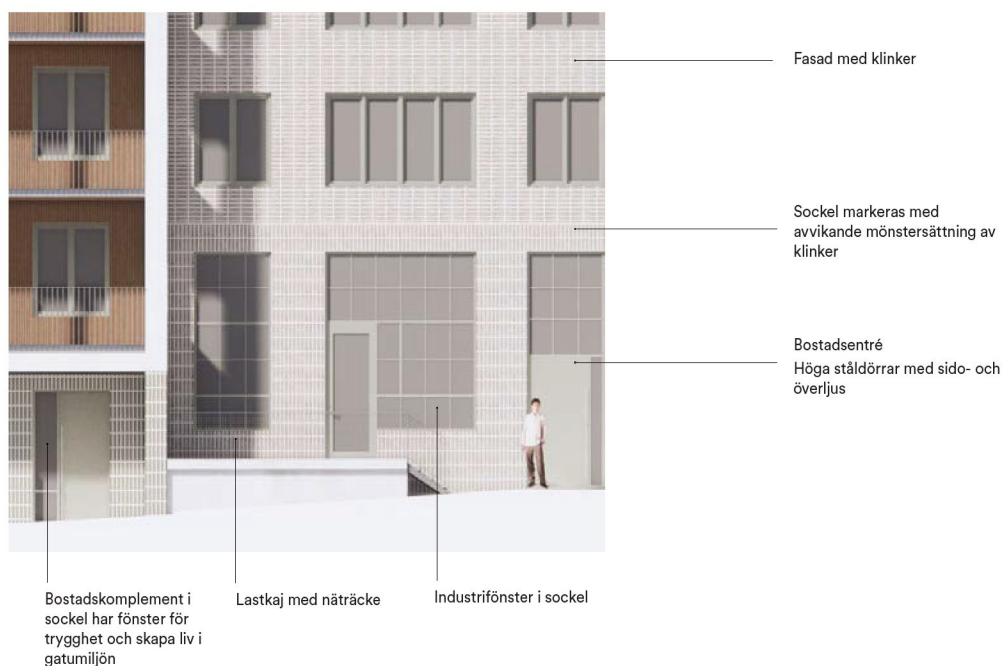 Fasad med klinker
Sockel markeras med
avvikande mönstersättning av
klinker
Bostadsentré
Höga ståldörrar med sido- och
överljus
Bostadskomplement i
sockel har fönster för
trygghet och skapa liv i
gatumiljön
Lastkaj med näträcke
Industrifönster i sockel